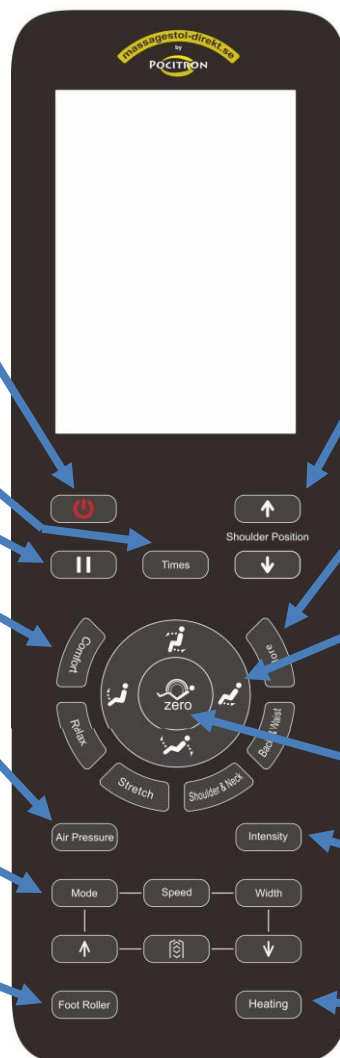 massagestol-direkt.se
by
POCITRON
Shoulder Position
Times
Comfort
Relax
Stretch
Shoulder & Neck
Back & Waist
zero
Air Pressure
Intensity
Mode
Speed
Width
Foot Roller
Heating